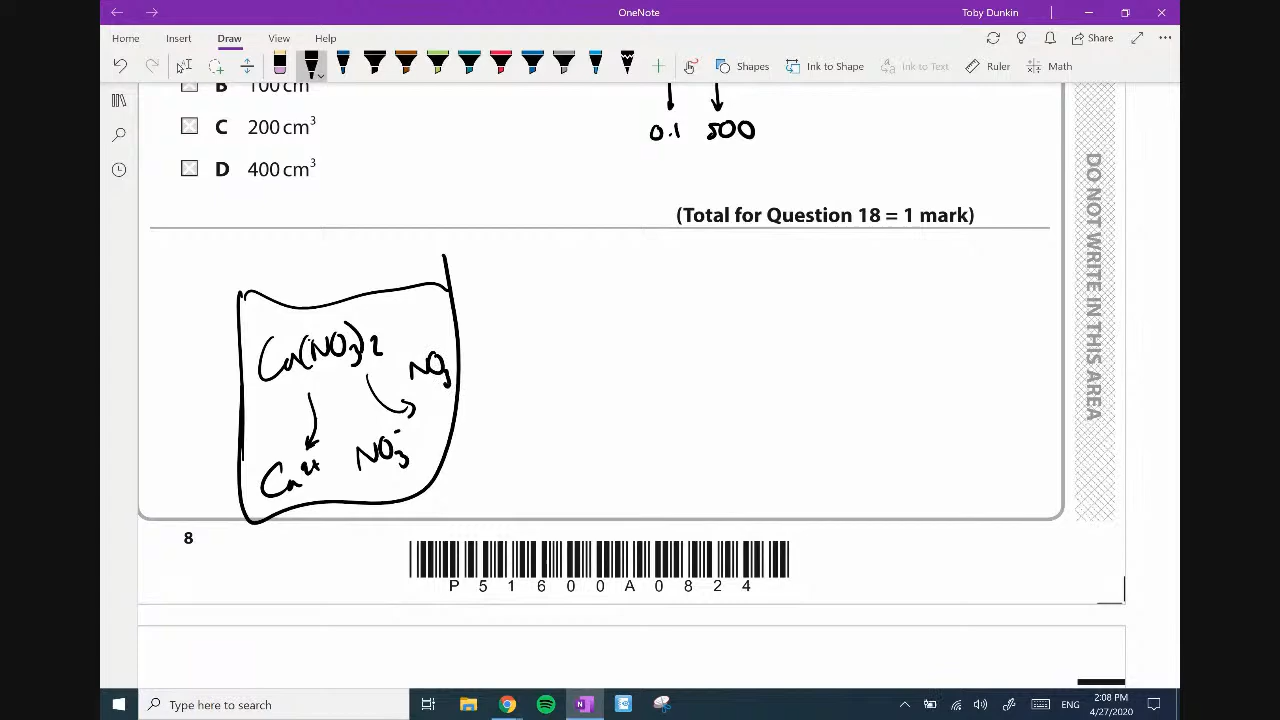 OneNote
Toby Dunkin
Home Insert Draw View Help
Share
Shapes Ink to Shape Ink to Text Ruler Math
B 100 cm³
C 200 cm³
D 400 cm³
0.1 500
(Total for Question 18 = 1 mark)
Ca(NO₃)₂
NO₃
Ca²⁺ NO₃⁻
DO NOT WRITE IN THIS AREA
8
P 5 1 6 0 0 A 0 8 2 4
Type here to search
2:08 PM
4/27/2020